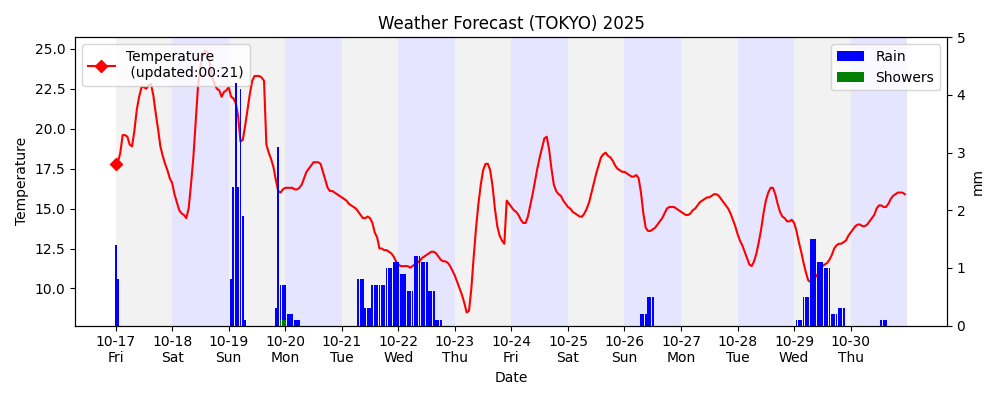 Weather Forecast (TOKYO) 2025
Temperature
(updated:00:21)
Rain
Showers
Temperature
25.0
22.5
20.0
17.5
15.0
12.5
10.0
5
4
3
2
1
0
mm
10-17 10-18 10-19 10-20 10-21 10-22 10-23 10-24 10-25 10-26 10-27 10-28 10-29 10-30
Fri Sat Sun Mon Tue Wed Thu Fri Sat Sun Mon Tue Wed Thu
Date